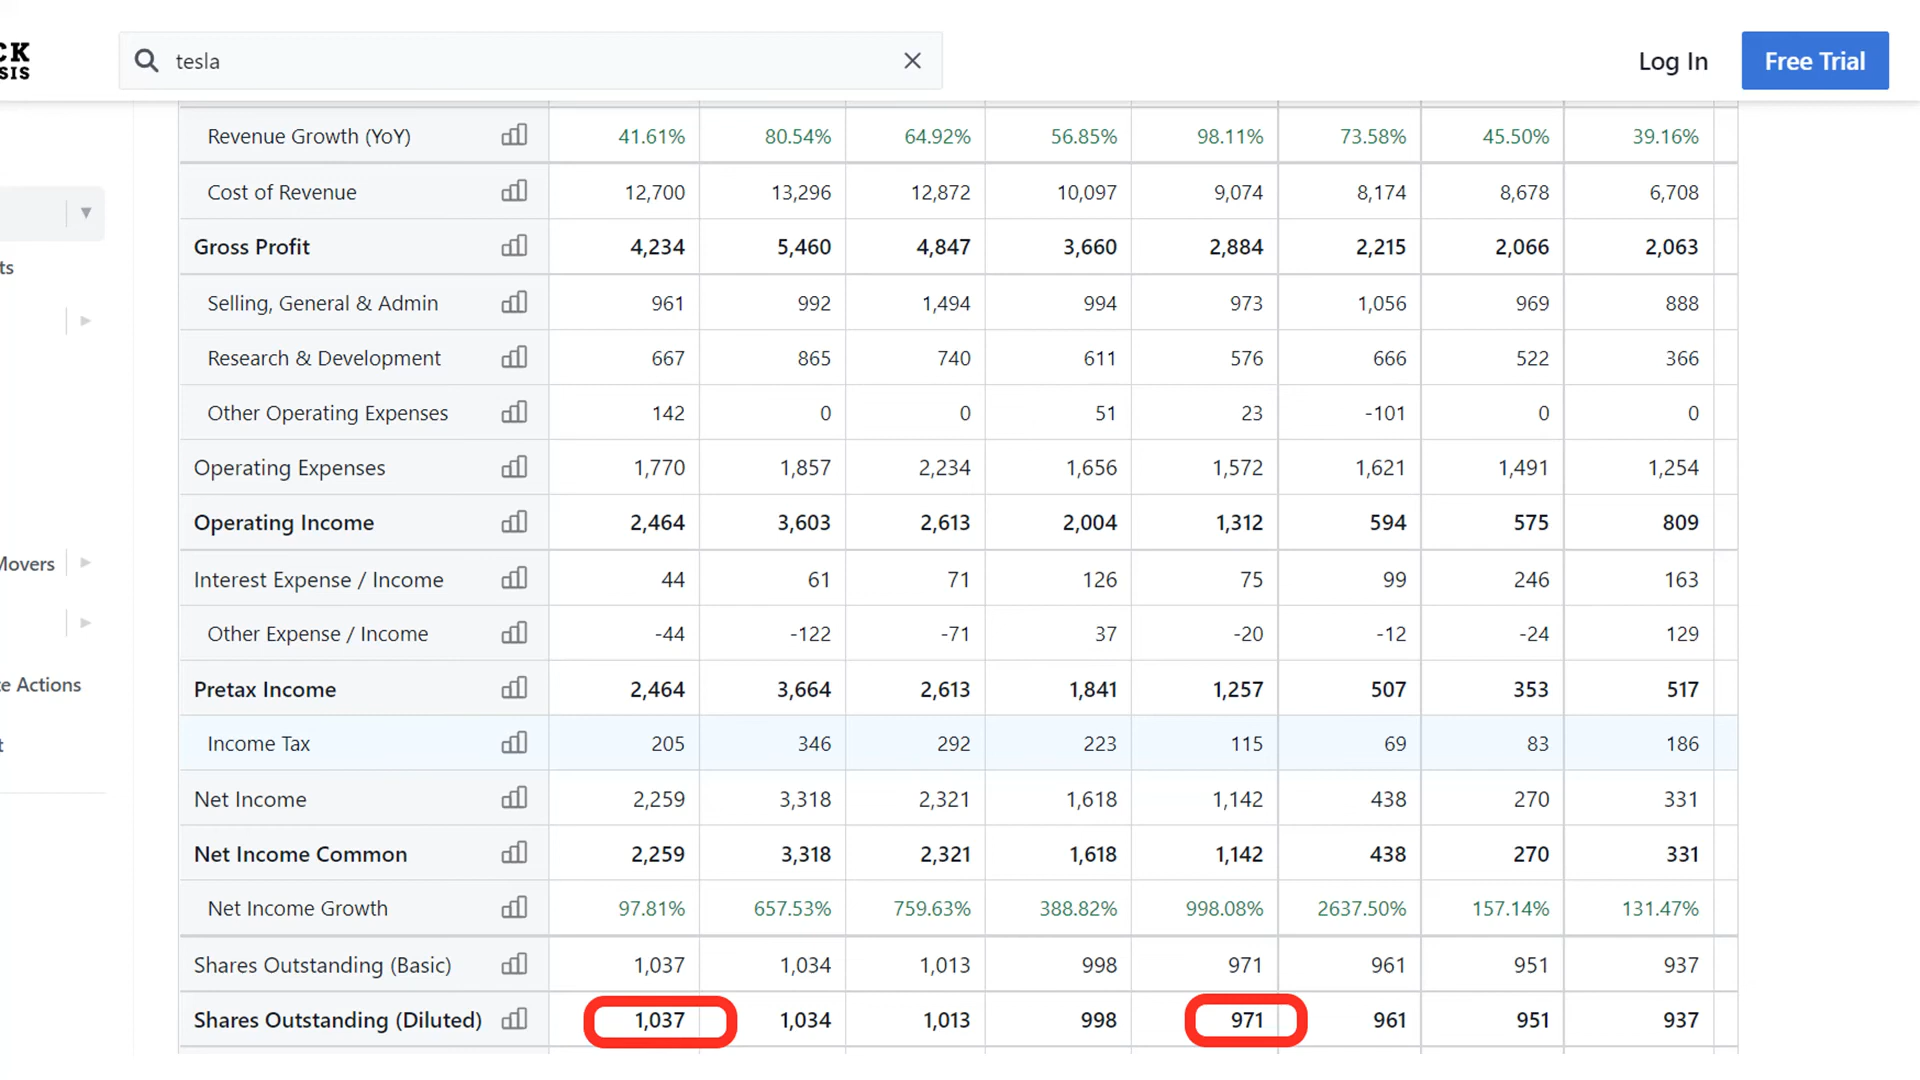 CK
SIS
tesla
Log In
Free Trial
Revenue Growth (YoY) 41.61% 80.54% 64.92% 56.85% 98.11% 73.58% 45.50% 39.16%
Cost of Revenue 12,700 13,296 12,872 10,097 9,074 8,174 8,678 6,708
Gross Profit 4,234 5,460 4,847 3,660 2,884 2,215 2,066 2,063
ts
Selling, General & Admin 961 992 1,494 994 973 1,056 969 888
Research & Development 667 865 740 611 576 666 522 366
Other Operating Expenses 142 0 0 51 23 -101 0 0
Operating Expenses 1,770 1,857 2,234 1,656 1,572 1,621 1,491 1,254
Operating Income 2,464 3,603 2,613 2,004 1,312 594 575 809
Movers
Interest Expense / Income 44 61 71 126 75 99 246 163
Other Expense / Income -44 -122 -71 37 -20 -12 -24 129
e Actions
Pretax Income 2,464 3,664 2,613 1,841 1,257 507 353 517
t
Income Tax 205 346 292 223 115 69 83 186
Net Income 2,259 3,318 2,321 1,618 1,142 438 270 331
Net Income Common 2,259 3,318 2,321 1,618 1,142 438 270 331
Net Income Growth 97.81% 657.53% 759.63% 388.82% 998.08% 2637.50% 157.14% 131.47%
Shares Outstanding (Basic) 1,037 1,034 1,013 998 971 961 951 937
Shares Outstanding (Diluted) 1,037 1,034 1,013 998 971 961 951 937